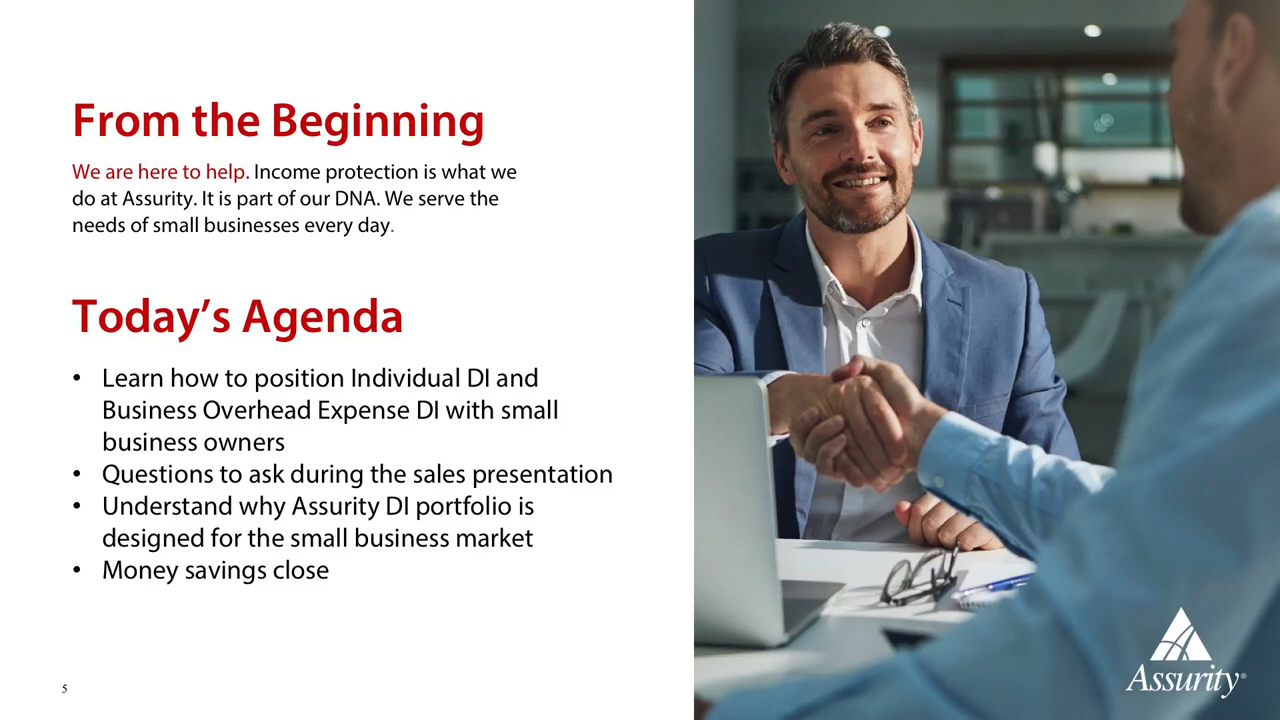 From the Beginning
We are here to help. Income protection is what we
do at Assurity. It is part of our DNA. We serve the
needs of small businesses every day.
Today’s Agenda
• Learn how to position Individual DI and
Business Overhead Expense DI with small
business owners
• Questions to ask during the sales presentation
• Understand why Assurity DI portfolio is
designed for the small business market
• Money savings close
5
Assurity®